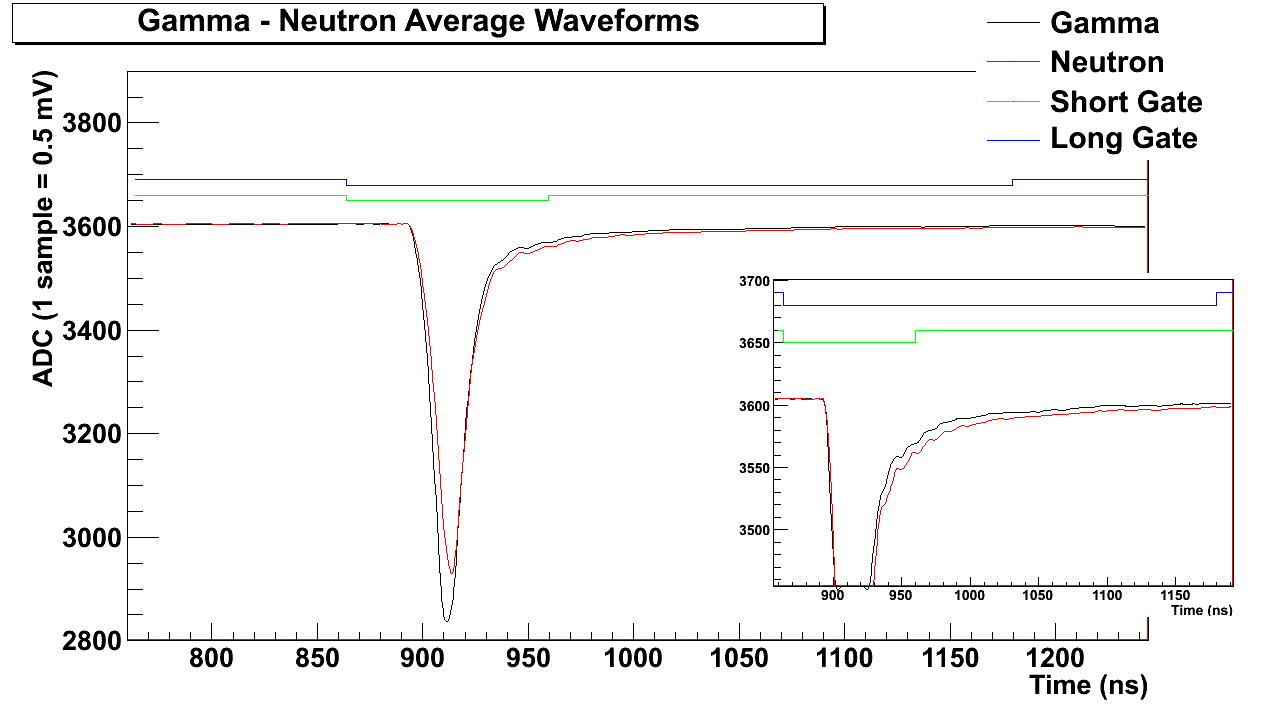 Gamma - Neutron Average Waveforms
Gamma
Neutron
Short Gate
Long Gate
ADC (1 sample = 0.5 mV)
3800
3600
3400
3200
3000
2800
800 850 900 950 1000 1050 1100 1150 1200
Time (ns)
3700
3650
3600
3550
3500
900 950 1000 1050 1100 1150
Time (ns)